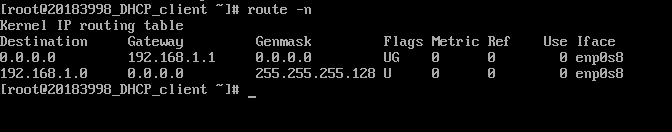 [root@20183998_DHCP_client ~]# route -n
Kernel IP routing table
Destination Gateway Genmask Flags Metric Ref Use Iface
0.0.0.0 192.168.1.1 0.0.0.0 UG 0 0 0 enp0s8
192.168.1.0 0.0.0.0 255.255.255.128 U 0 0 0 enp0s8
[root@20183998_DHCP_client ~]# _